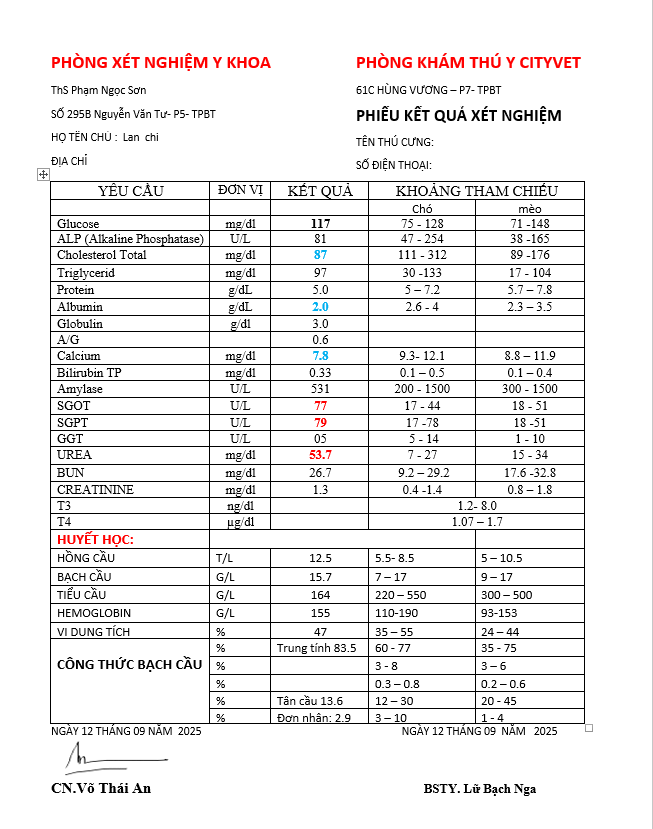 PHÒNG XÉT NGHIỆM Y KHOA PHÒNG KHÁM THÚ Y CITYVET
ThS Phạm Ngọc Sơn 61C HÙNG VƯƠNG – P7- TPBT
SỐ 295B Nguyễn Văn Tư- P5- TPBT PHIẾU KẾT QUẢ XÉT NGHIỆM
HỌ TÊN CHỦ : Lan chi TÊN THÚ CƯNG:
ĐỊA CHỈ SỐ ĐIỆN THOẠI:
YÊU CẦU ĐƠN VỊ KẾT QUẢ KHOẢNG THAM CHIẾU
Chó mèo
Glucose mg/dl 117 75 - 128 71 -148
ALP (Alkaline Phosphatase) U/L 81 47 - 254 38 -165
Cholesterol Total mg/dl 87 111 - 312 89 -176
Triglycerid mg/dl 97 30 -133 17 - 104
Protein g/dL 5.0 5 – 7.2 5.7 – 7.8
Albumin g/dL 2.0 2.6 - 4 2.3 – 3.5
Globulin g/dl 3.0
A/G 0.6
Calcium mg/dl 7.8 9.3- 12.1 8.8 – 11.9
Bilirubin TP mg/dl 0.33 0.1 – 0.5 0.1 – 0.4
Amylase U/L 531 200 - 1500 300 - 1500
SGOT U/L 77 17 - 44 18 - 51
SGPT U/L 79 17 -78 18 -51
GGT U/L 05 5 - 14 1 - 10
UREA mg/dl 53.7 7 - 27 15 - 34
BUN mg/dl 26.7 9.2 – 29.2 17.6 -32.8
CREATININE mg/dl 1.3 0.4 -1.4 0.8 – 1.8
T3 ng/dl 1.2- 8.0
T4 µg/dl 1.07 – 1.7
HUYẾT HỌC:
HỒNG CẦU T/L 12.5 5.5- 8.5 5 – 10.5
BẠCH CẦU G/L 15.7 7 – 17 9 – 17
TIỂU CẦU G/L 164 220 – 550 300 – 500
HEMOGLOBIN G/L 155 110-190 93-153
VI DUNG TÍCH % 47 35 – 55 24 – 44
CÔNG THỨC BẠCH CẦU % Trung tính 83.5 60 - 77 35 - 75
% 3 - 8 3 – 6
% 0.3 – 0.8 0.2 – 0.6
% Tân cầu 13.6 12 – 30 20 - 45
% Đơn nhân: 2.9 3 – 10 1 - 4
NGÀY 12 THÁNG 09 NĂM 2025 NGÀY 12 THÁNG 09 NĂM 2025
CN.Võ Thái An BSTY. Lữ Bạch Nga